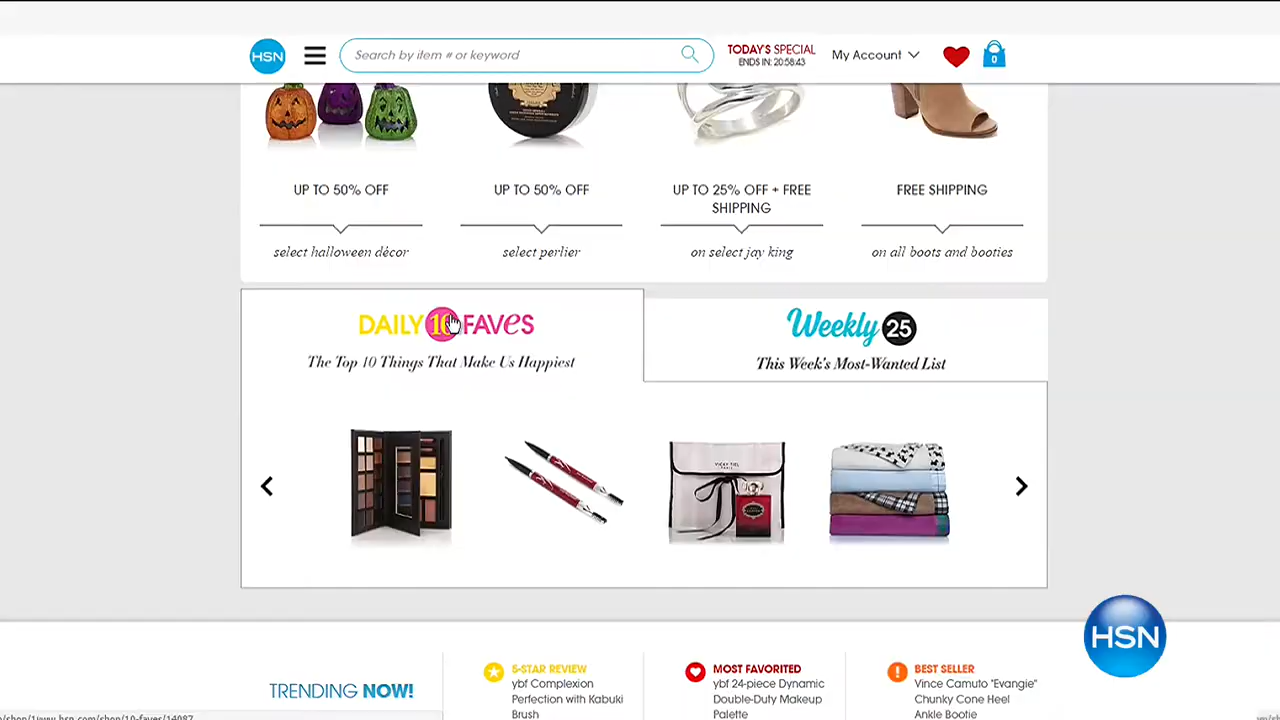 HSN
Search by item # or keyword
TODAY'S SPECIAL
ENDS IN: 20:58:43
My Account
0
UP TO 50% OFF
select halloween décor
UP TO 50% OFF
select perlier
UP TO 25% OFF + FREE
SHIPPING
on select jay king
FREE SHIPPING
on all boots and booties
DAILY 10 FAVES
The Top 10 Things That Make Us Happiest
Weekly 25
This Week's Most-Wanted List
VICKY TIEL
HSN
TRENDING NOW!
5-STAR REVIEW
ybf Complexion
Perfection with Kabuki
Brush
MOST FAVORITED
ybf 24-piece Dynamic
Double-Duty Makeup
Palette
BEST SELLER
Vince Camuto "Evangie"
Chunky Cone Heel
Ankle Bootie